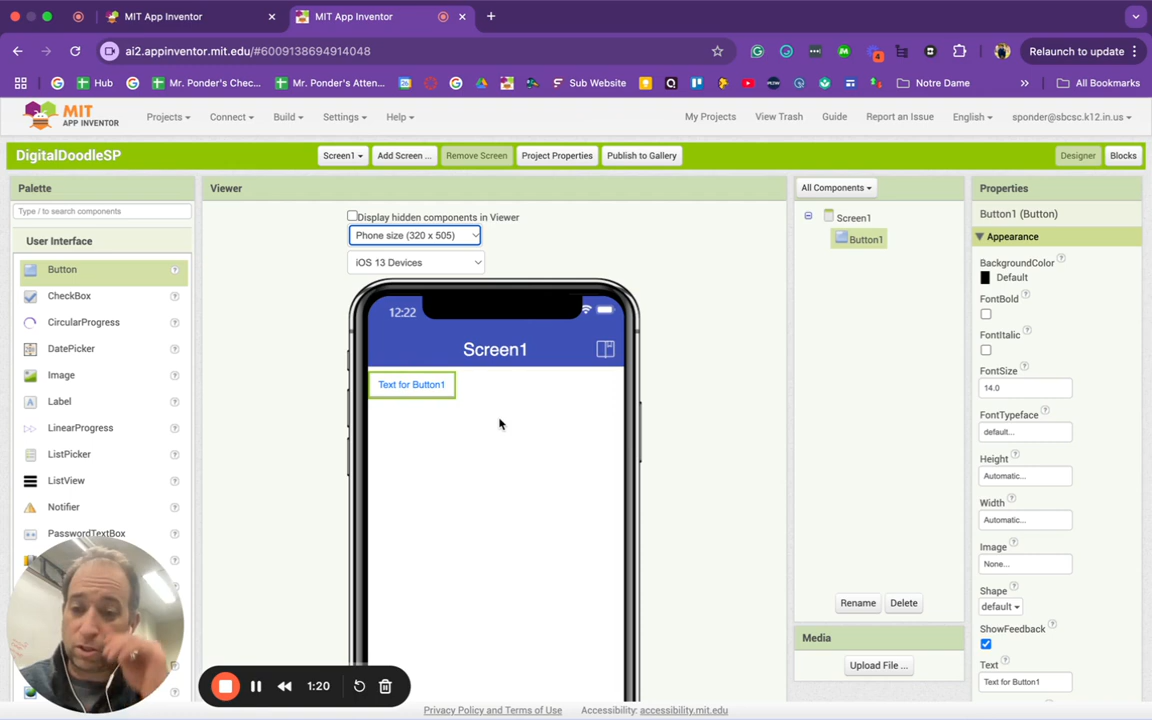 MIT App Inventor
MIT App Inventor
ai2.appinventor.mit.edu/#6009138694914048
4
Relaunch to update
Hub
Mr. Ponder's Chec...
Mr. Ponder's Atten...
Sub Website
Notre Dame
All Bookmarks
MIT
APP INVENTOR
Projects
Connect
Build
Settings
Help
My Projects
View Trash
Guide
Report an Issue
English
sponder@sbcsc.k12.in.us
DigitalDoodleSP
Screen1
Add Screen ...
Remove Screen
Project Properties
Publish to Gallery
Designer
Blocks
Palette
Type / to search components
User Interface
Button
CheckBox
CircularProgress
DatePicker
Image
Label
LinearProgress
ListPicker
ListView
Notifier
PasswordTextBox
Viewer
Display hidden components in Viewer
Phone size (320 x 505)
iOS 13 Devices
12:22
Screen1
Text for Button1
1:20
All Components
Screen1
Button1
Rename
Delete
Media
Upload File ...
Properties
Button1 (Button)
Appearance
BackgroundColor
Default
FontBold
FontItalic
FontSize
14.0
FontTypeface
default...
Height
Automatic...
Width
Automatic...
Image
None...
Shape
default
ShowFeedback
Text
Text for Button1
Privacy Policy and Terms of Use
Accessibility: accessibility.mit.edu